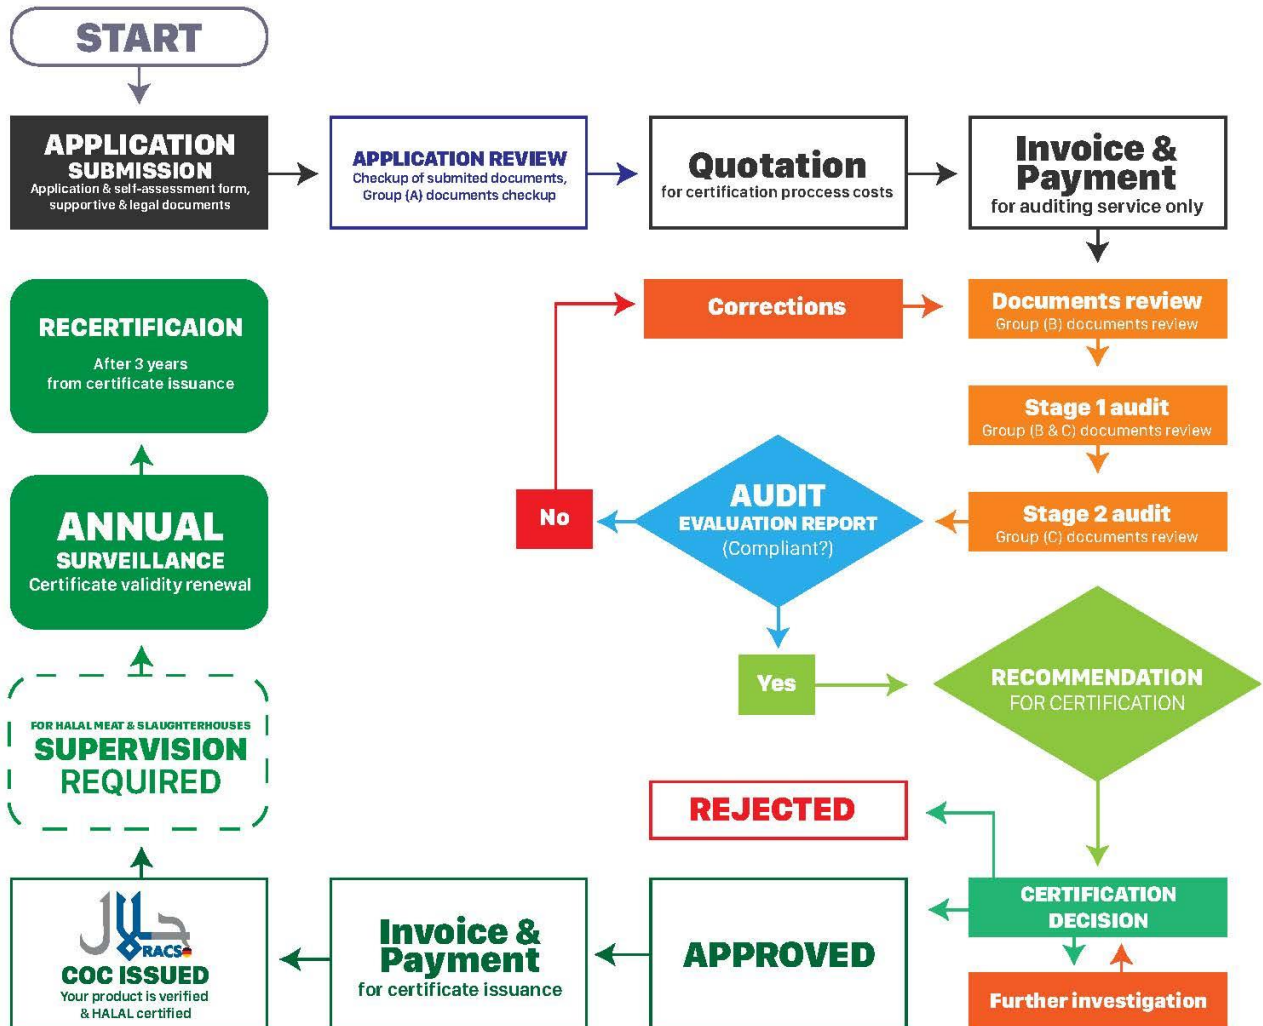 START
APPLICATION
SUBMISSION
Application & self-assessment form,
supportive & legal documents
APPLICATION REVIEW
Checkup of submited documents,
Group (A) documents checkup
Quotation
for certification proccess costs
Invoice &
Payment
for auditing service only
RECERTIFICAION
After 3 years
from certificate issuance
Corrections
Documents review
Group (B) documents review
Stage 1 audit
Group (B & C) documents review
ANNUAL
SURVEILLANCE
Certificate validity renewal
No
AUDIT
EVALUATION REPORT
(Compliant?)
Stage 2 audit
Group (C) documents review
Yes
RECOMMENDATION
FOR CERTIFICATION
FOR HALAL MEAT & SLAUGHTERHOUSES
SUPERVISION
REQUIRED
REJECTED
حلال
RACS
COC ISSUED
Your product is verified
& HALAL certified
Invoice &
Payment
for certificate issuance
APPROVED
CERTIFICATION
DECISION
Further investigation